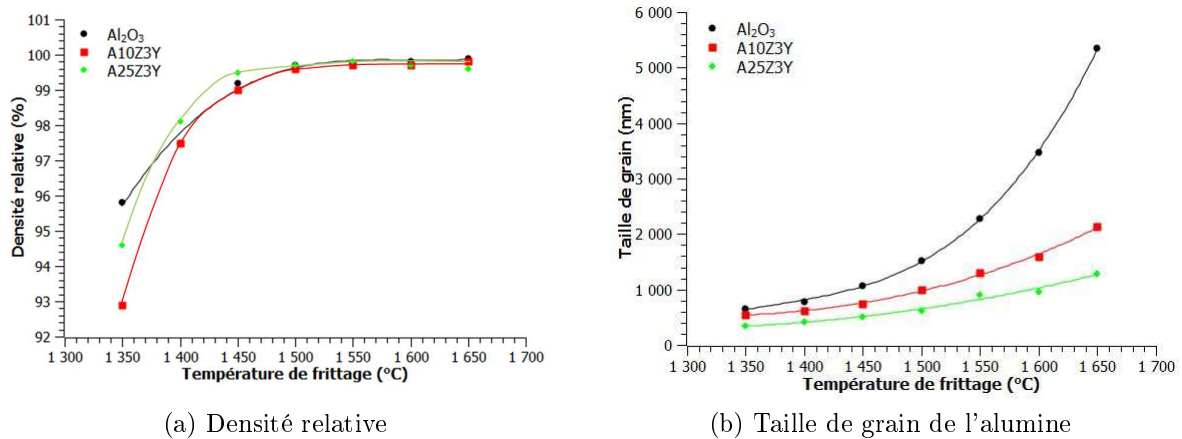 101
100
99
98
97
96
95
94
93
92
Densité relative (%)
Al₂O₃
A10Z3Y
A25Z3Y
1 300
1 350
1 400
1 450
1 500
1 550
1 600
1 650
1 700
Température de frittage (°C)
(a) Densité relative
6 000
5 000
4 000
3 000
2 000
1 000
0
Taille de grain (nm)
Al₂O₃
A10Z3Y
A25Z3Y
1 300
1 350
1 400
1 450
1 500
1 550
1 600
1 650
1 700
Température de frittage (°C)
(b) Taille de grain de l'alumine